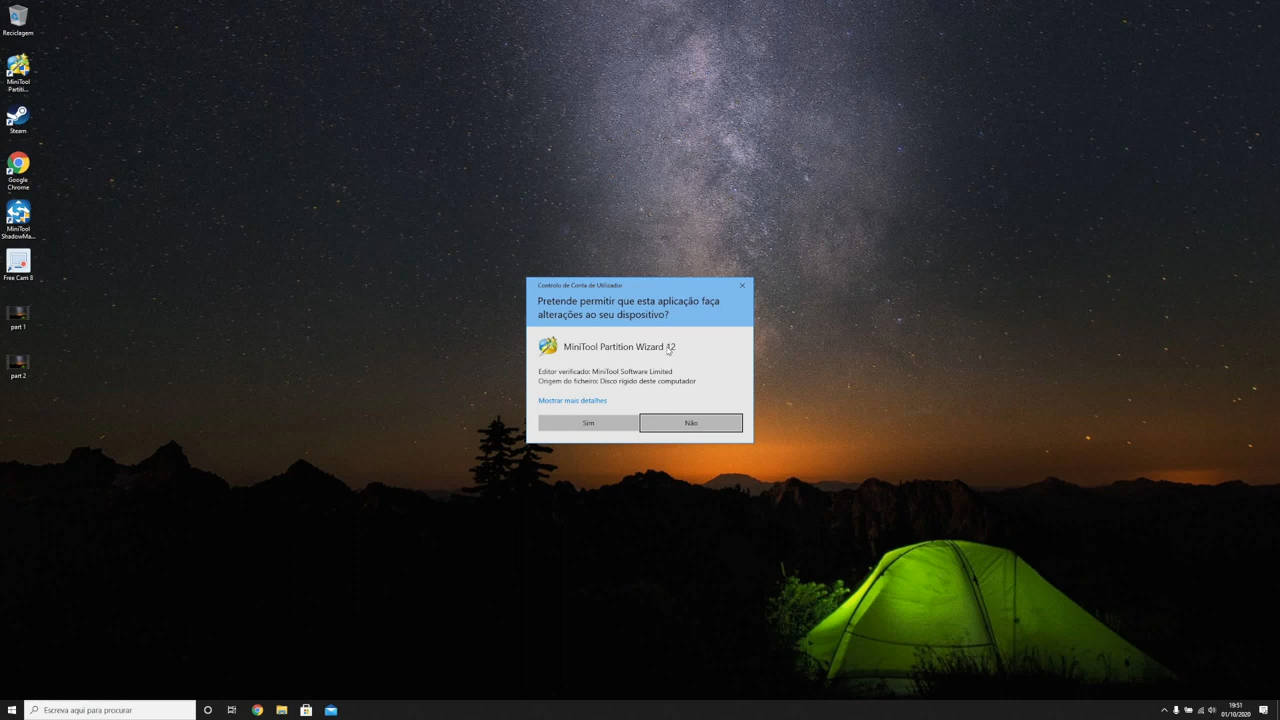 Reciclagem
MiniTool
Partiti...
Steam
Google
Chrome
MiniTool
ShadowMa...
Free Cam 8
part 1
part 2
Controlo de Conta de Utilizador
Pretende permitir que esta aplicação faça
alterações ao seu dispositivo?
MiniTool Partition Wizard 12
Editor verificado: MiniTool Software Limited
Origem do ficheiro: Disco rígido deste computador
Mostrar mais detalhes
Sim
Não
Escreva aqui para procurar
19:51
01/10/2020